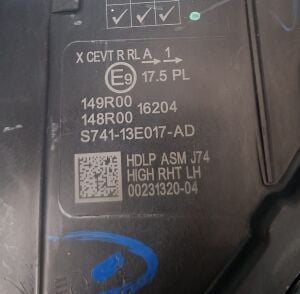 X CEVT R RL A 1
E9 17.5 PL
149R00
148R00 16204
S741-13E017-AD
HDLP ASM J74
HIGH RHT LH
00231320-04